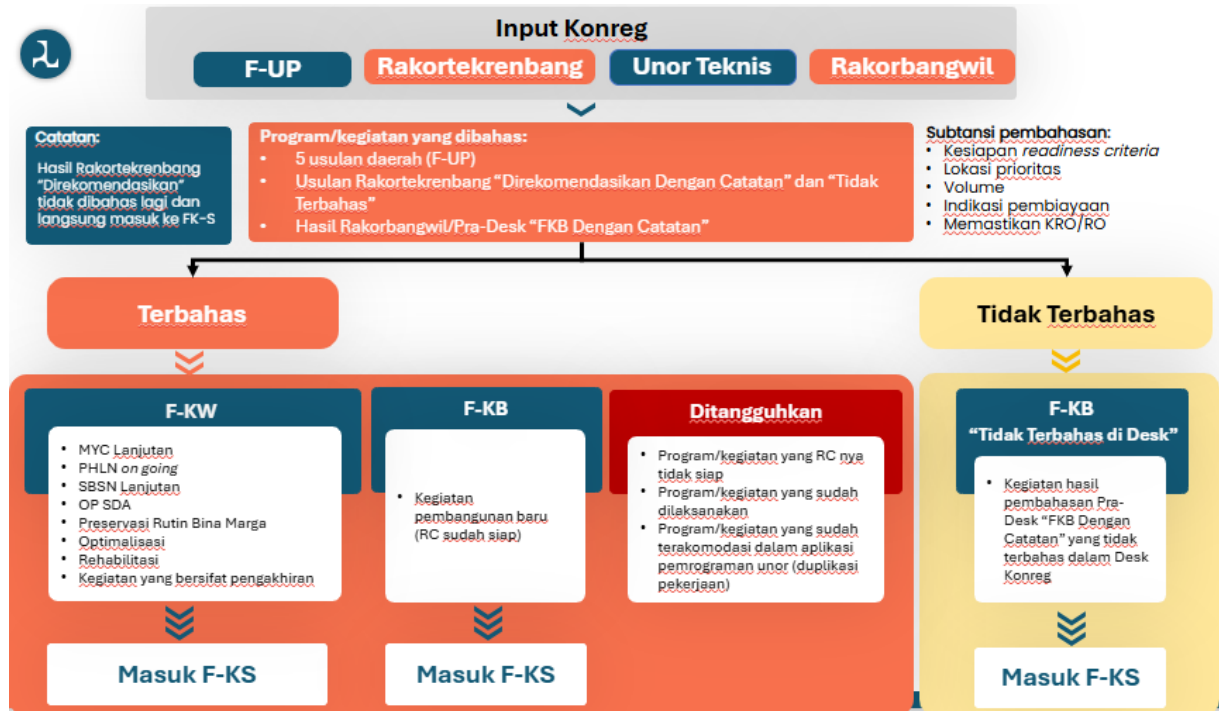 Input Konreg
F-UP
Rakortekrenbang
Unor Teknis
Rakorbangwil
Catatan:
Hasil Rakortekrenbang
“Direkomendasikan”
tidak dibahas lagi dan
langsung masuk ke FK-S
Program/kegiatan yang dibahas:
• 5 usulan daerah (F-UP)
• Usulan Rakortekrenbang “Direkomendasikan Dengan Catatan” dan “Tidak
Terbahas”
• Hasil Rakorbangwil/Pra-Desk “FKB Dengan Catatan”
Subtansi pembahasan:
• Kesiapan readiness criteria
• Lokasi prioritas
• Volume
• Indikasi pembiayaan
• Memastikan KRO/RO
Terbahas
Tidak Terbahas
F-KW
• MYC Lanjutan
• PHLN on going
• SBSN Lanjutan
• OP SDA
• Preservasi Rutin Bina Marga
• Optimalisasi
• Rehabilitasi
• Kegiatan yang bersifat pengakhiran
Masuk F-KS
F-KB
• Kegiatan
pembangunan baru
(RC sudah siap)
Masuk F-KS
Ditangguhkan
• Program/kegiatan yang RC nya
tidak siap
• Program/kegiatan yang sudah
dilaksanakan
• Program/kegiatan yang sudah
terakomodasi dalam aplikasi
pemrograman unor (duplikasi
pekerjaan)
F-KB
“Tidak Terbahas di Desk”
• Kegiatan hasil
pembahasan Pra-
Desk “FKB Dengan
Catatan” yang tidak
terbahas dalam Desk
Konreg
Masuk F-KS